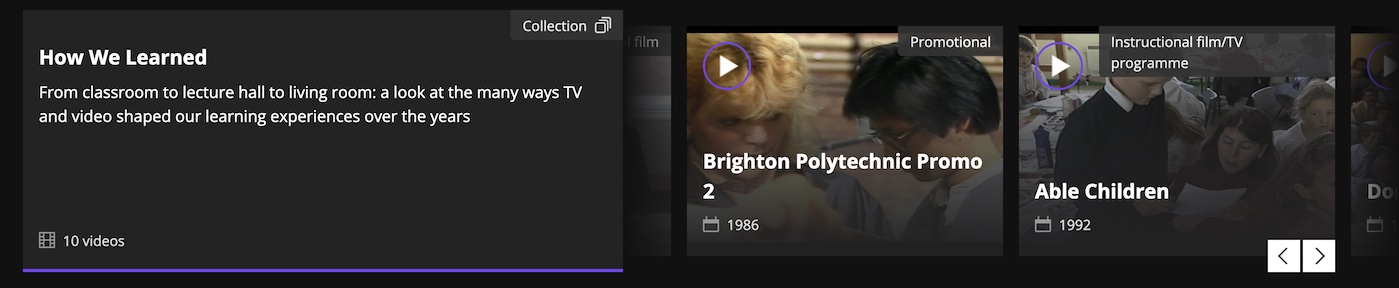 Collection
How We Learned
From classroom to lecture hall to living room: a look at the many ways TV
and video shaped our learning experiences over the years
10 videos
film
Promotional
Brighton Polytechnic Promo
2
1986
Instructional film/TV
programme
Able Children
1992
Do